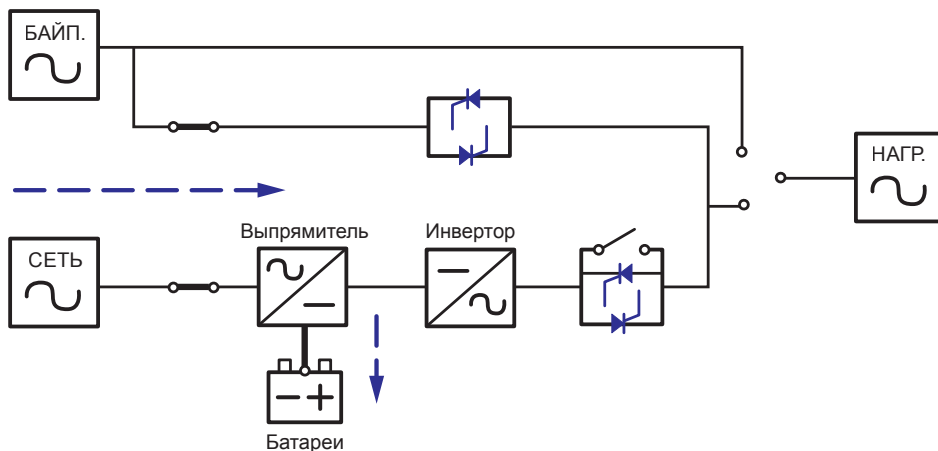 БАЙП.
НАГР.
Выпрямитель
Инвертор
СЕТЬ
Батареи